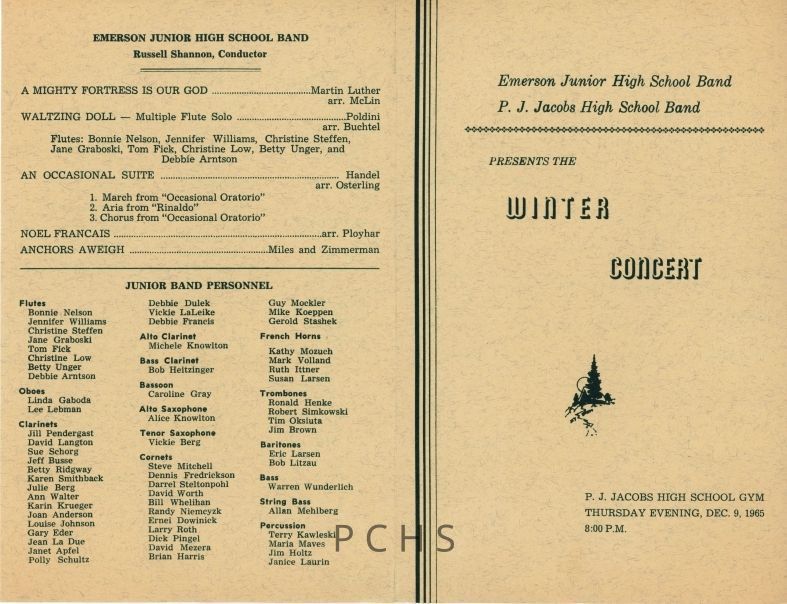 EMERSON JUNIOR HIGH SCHOOL BAND
Russell Shannon, Conductor
A MIGHTY FORTRESS IS OUR GOD ..............................Martin Luther
arr. McLin
WALTZING DOLL — Multiple Flute Solo .................................Poldini
arr. Buchtel
Flutes: Bonnie Nelson, Jennifer Williams, Christine Steffen,
Jane Graboski, Tom Fick, Christine Low, Betty Unger, and
Debbie Arntson
AN OCCASIONAL SUITE ............................................................... Handel
arr. Osterling
1. March from "Occasional Oratorio"
2. Aria from "Rinaldo"
3. Chorus from "Occasional Oratorio"
NOEL FRANCAIS ...............................................................arr. Ployhar
ANCHORS AWEIGH ..........................................Miles and Zimmerman
JUNIOR BAND PERSONNEL
Flutes
Bonnie Nelson
Jennifer Williams
Christine Steffen
Jane Graboski
Tom Fick
Christine Low
Betty Unger
Debbie Arntson
Oboes
Linda Gaboda
Lee Lebman
Clarinets
Jill Pendergast
David Langton
Sue Schorg
Jeff Busse
Betty Ridgway
Karen Smithback
Julie Berg
Ann Walter
Karin Krueger
Joan Anderson
Louise Johnson
Gary Eder
Jean La Due
Janet Apfel
Polly Schultz
Debbie Dulek
Vickie LaLeike
Debbie Francis
Alto Clarinet
Michele Knowlton
Bass Clarinet
Bob Heitzinger
Bassoon
Caroline Gray
Alto Saxophone
Alice Knowlton
Tenor Saxophone
Vickie Berg
Cornets
Steve Mitchell
Dennis Fredrickson
Darrel Steltonpohl
David Worth
Bill Whelihan
Randy Niemcyzk
Ernei Dowinick
Larry Roth
Dick Pingel
David Mezera
Brian Harris
Guy Mockler
Mike Koeppen
Gerold Stashek
French Horns
Kathy Mozuch
Mark Volland
Ruth Ittner
Susan Larsen
Trombones
Ronald Henke
Robert Simkowski
Tim Oksiuta
Jim Brown
Baritones
Eric Larsen
Bob Litzau
Bass
Warren Wunderlich
String Bass
Allan Mehlberg
Percussion
Terry Kawleski
Maria Maves
Jim Holtz
Janice Laurin
PCHS
Emerson Junior High School Band
P. J. Jacobs High School Band
PRESENTS THE
WINTER
CONCERT
P. J. JACOBS HIGH SCHOOL GYM
THURSDAY EVENING, DEC. 9, 1965
8:00 P.M.